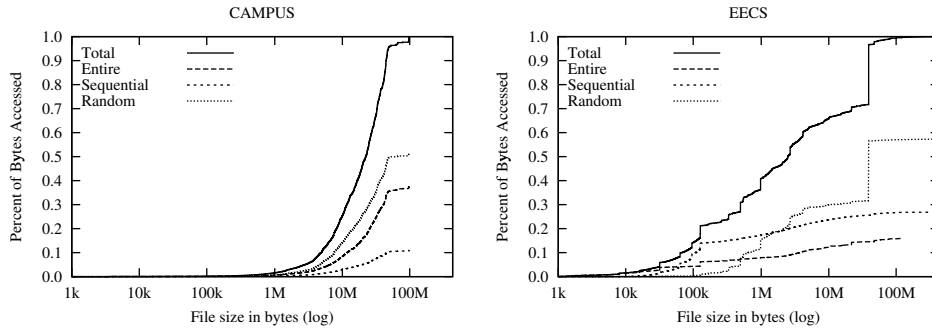 CAMPUS
Percent of Bytes Accessed
1.0
0.9
0.8
0.7
0.6
0.5
0.4
0.3
0.2
0.1
0.0
Total
Entire
Sequential
Random
1k 10k 100k 1M 10M 100M
File size in bytes (log)
EECS
Percent of Bytes Accessed
1.0
0.9
0.8
0.7
0.6
0.5
0.4
0.3
0.2
0.1
0.0
Total
Entire
Sequential
Random
1k 10k 100k 1M 10M 100M
File size in bytes (log)